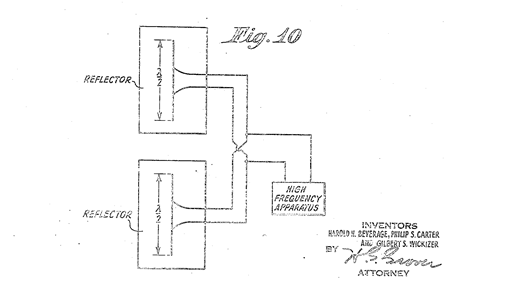 Fig. 10
λ/2
REFLECTOR
λ/2
REFLECTOR
HIGH
FREQUENCY
APPARATUS
INVENTORS
HAROLD H. BEVERAGE, PHILIP S. CARTER
AND GILBERT S. WICKIZER
BY H. S. Grover
ATTORNEY